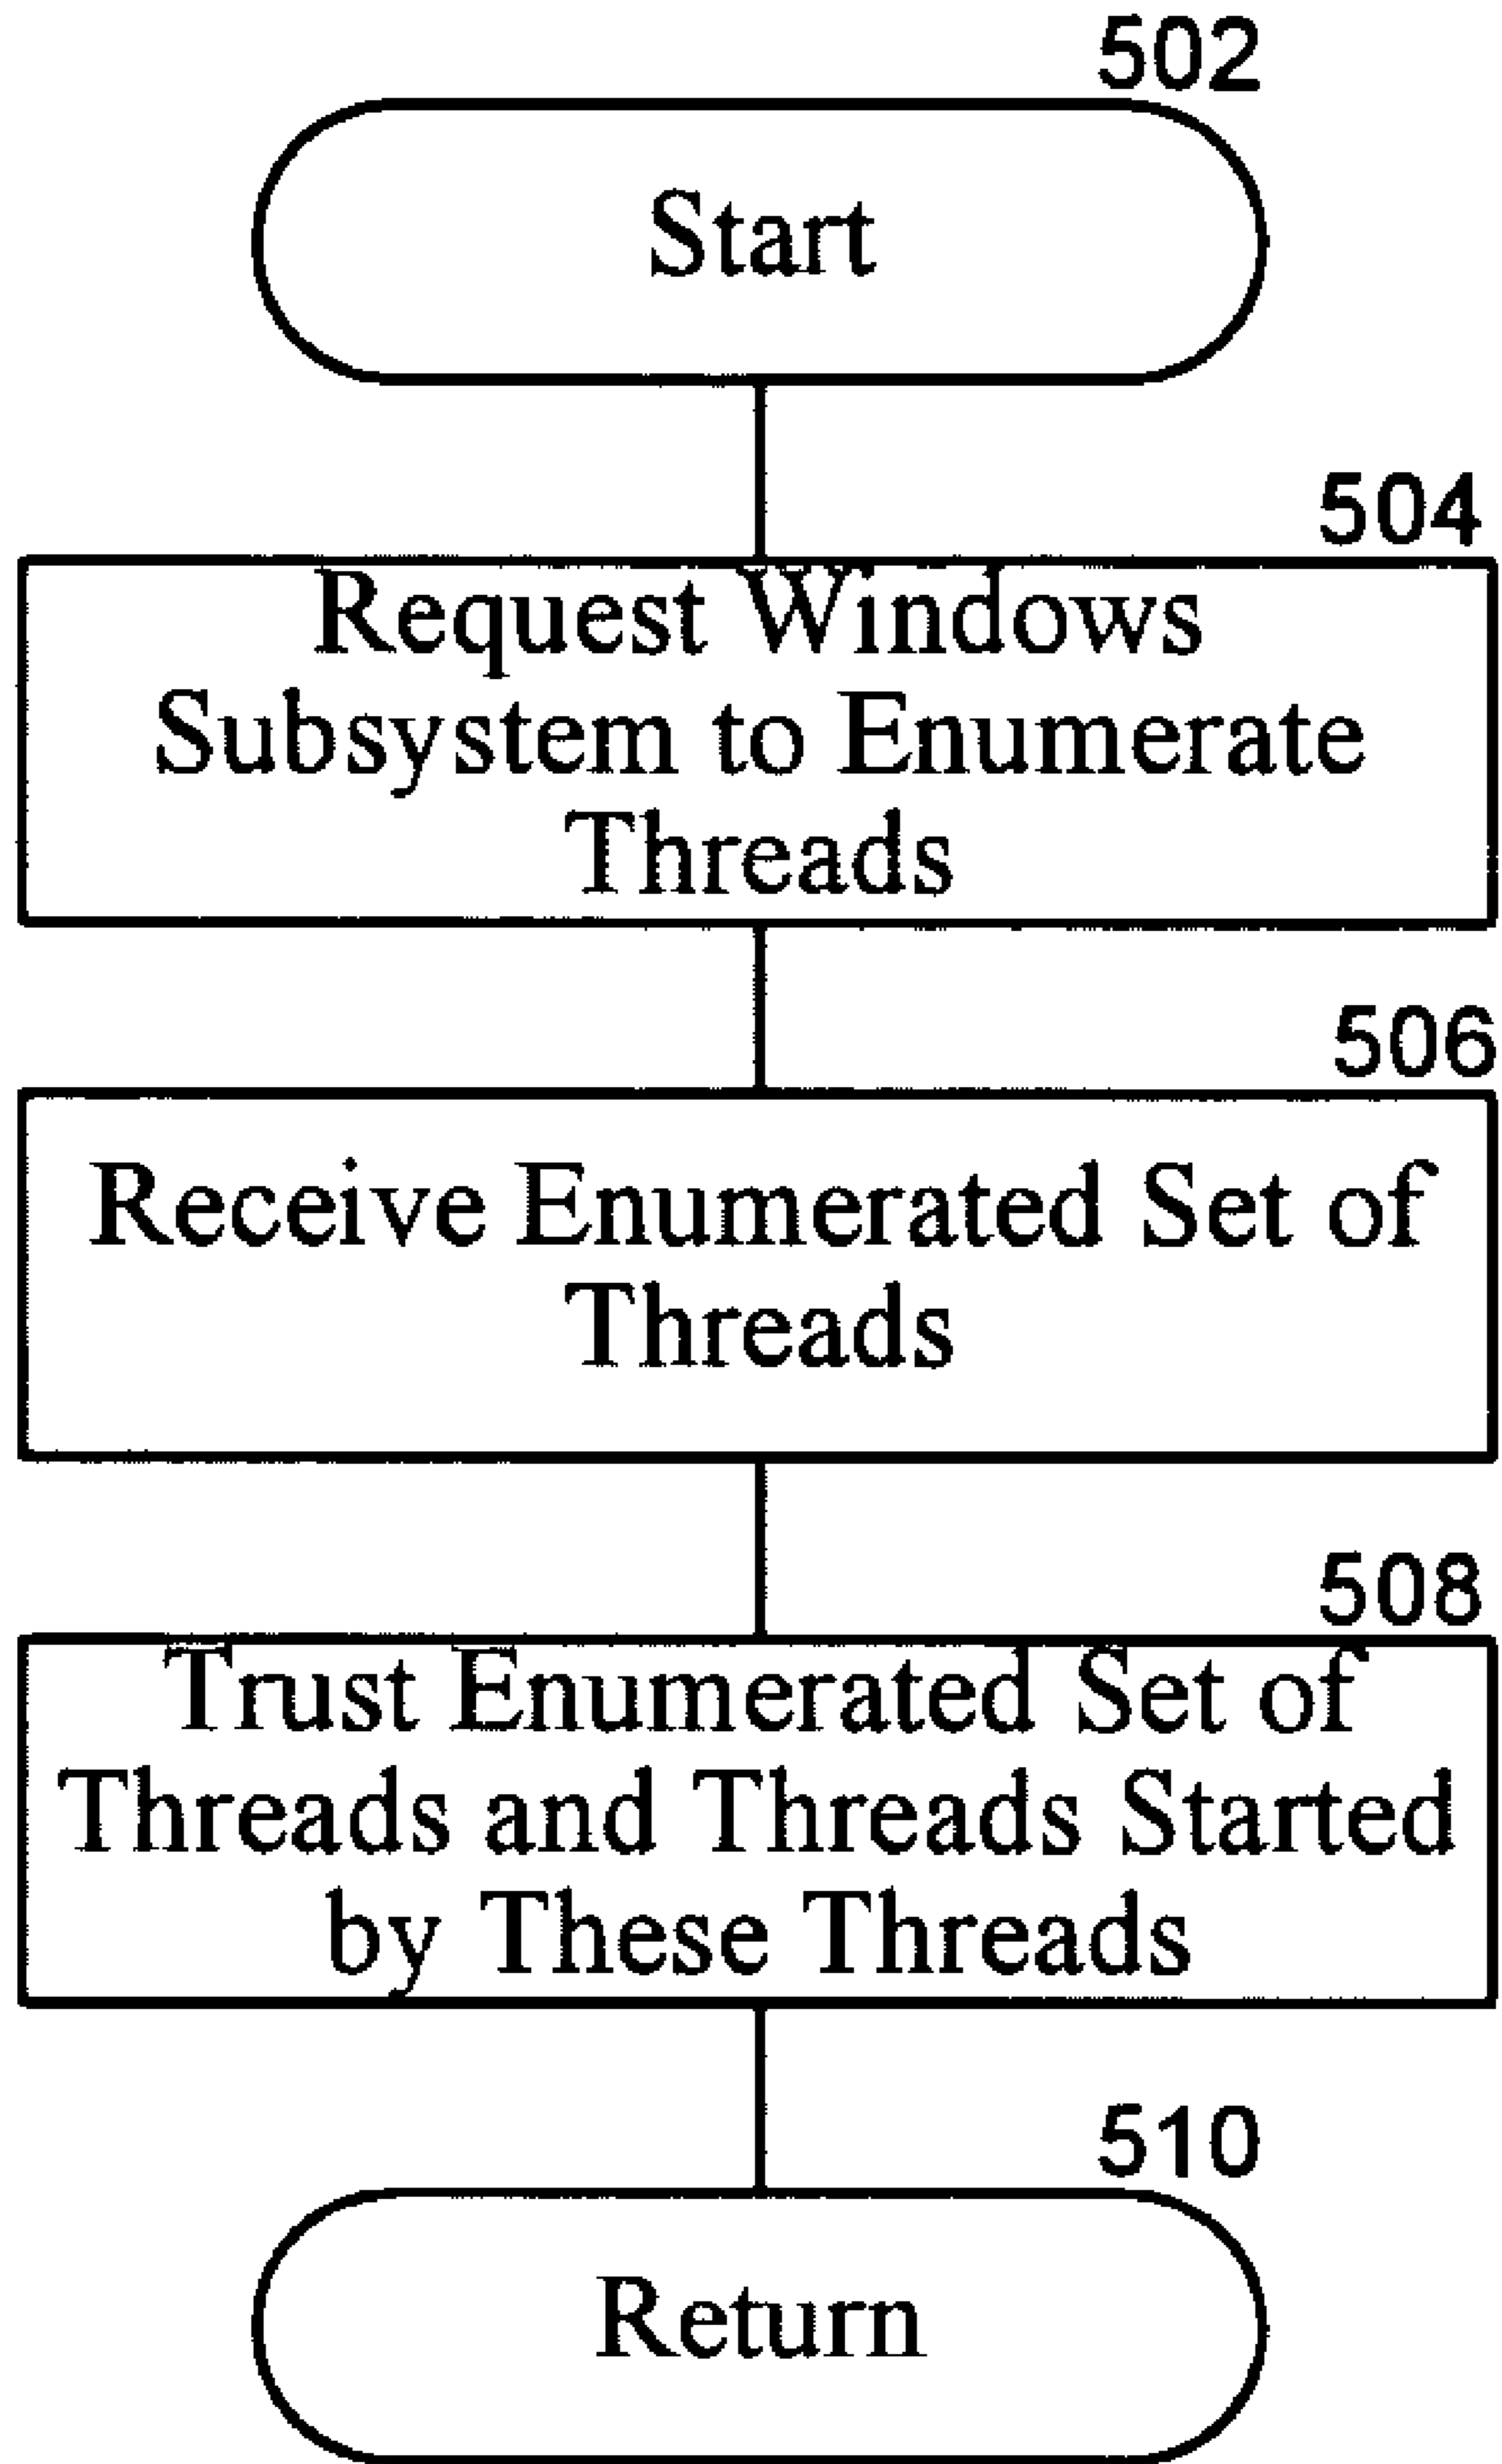 502
Start
504
Request Windows
Subsystem to Enumerate
Threads
506
Receive Enumerated Set of
Threads
508
Trust Enumerated Set of
Threads and Threads Started
by These Threads
510
Return